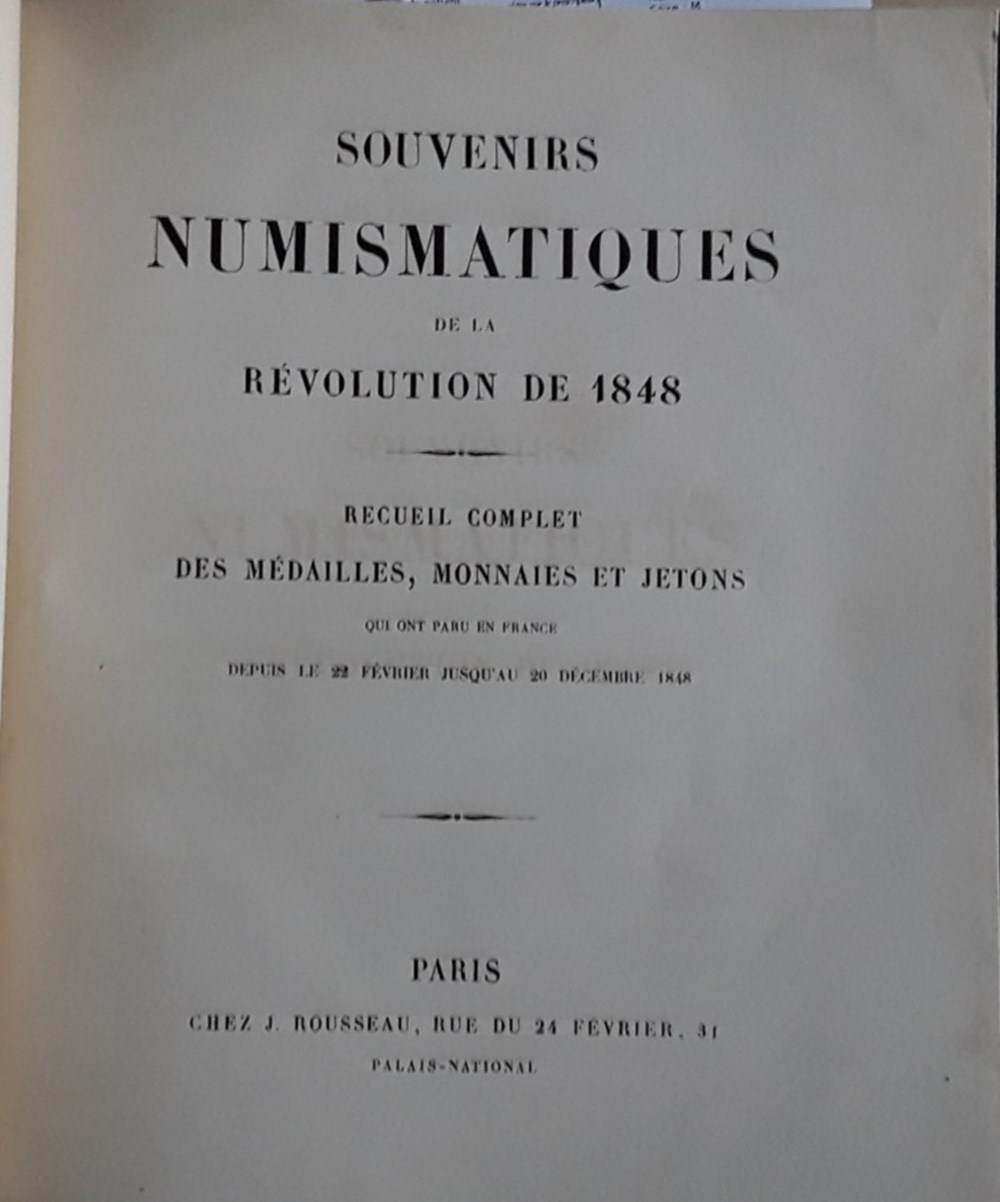 SOUVENIRS
NUMISMATIQUES
DE LA
RÉVOLUTION DE 1848
RECUEIL COMPLET
DES MÉDAILLES, MONNAIES ET JETONS
QUI ONT PARU EN FRANCE
DEPUIS LE 22 FÉVRIER JUSQU'AU 20 DÉCEMBRE 1848
PARIS
CHEZ J. ROUSSEAU, RUE DU 24 FÉVRIER, 31
PALAIS-NATIONAL